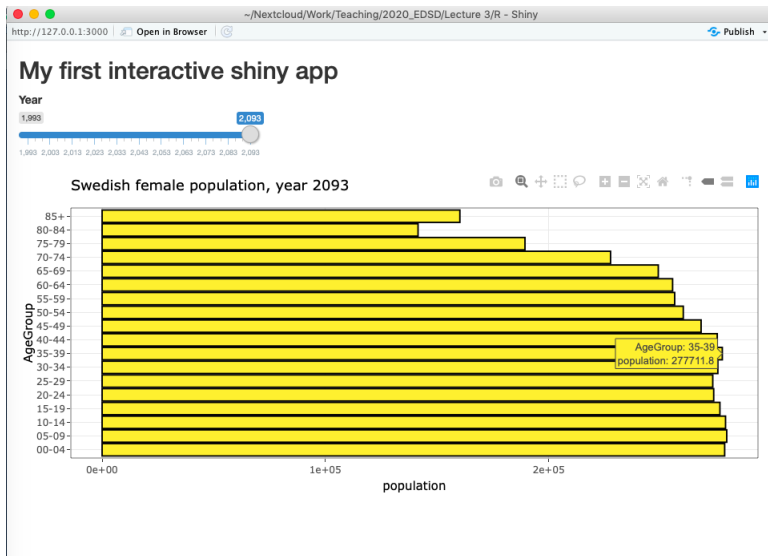 ~/Nextcloud/Work/Teaching/2020_EDSD/Lecture 3/R - Shiny
http://127.0.0.1:3000 Open in Browser Publish
My first interactive shiny app
Year
1,993 2,093
1,993 2,003 2,013 2,023 2,033 2,043 2,053 2,063 2,073 2,083 2,093
Swedish female population, year 2093
85+
80-84
75-79
70-74
65-69
60-64
55-59
50-54
45-49
40-44
35-39
30-34
25-29
20-24
15-19
10-14
05-09
00-04
AgeGroup
AgeGroup: 35-39
population: 277711.8
0e+00 1e+05 2e+05
population